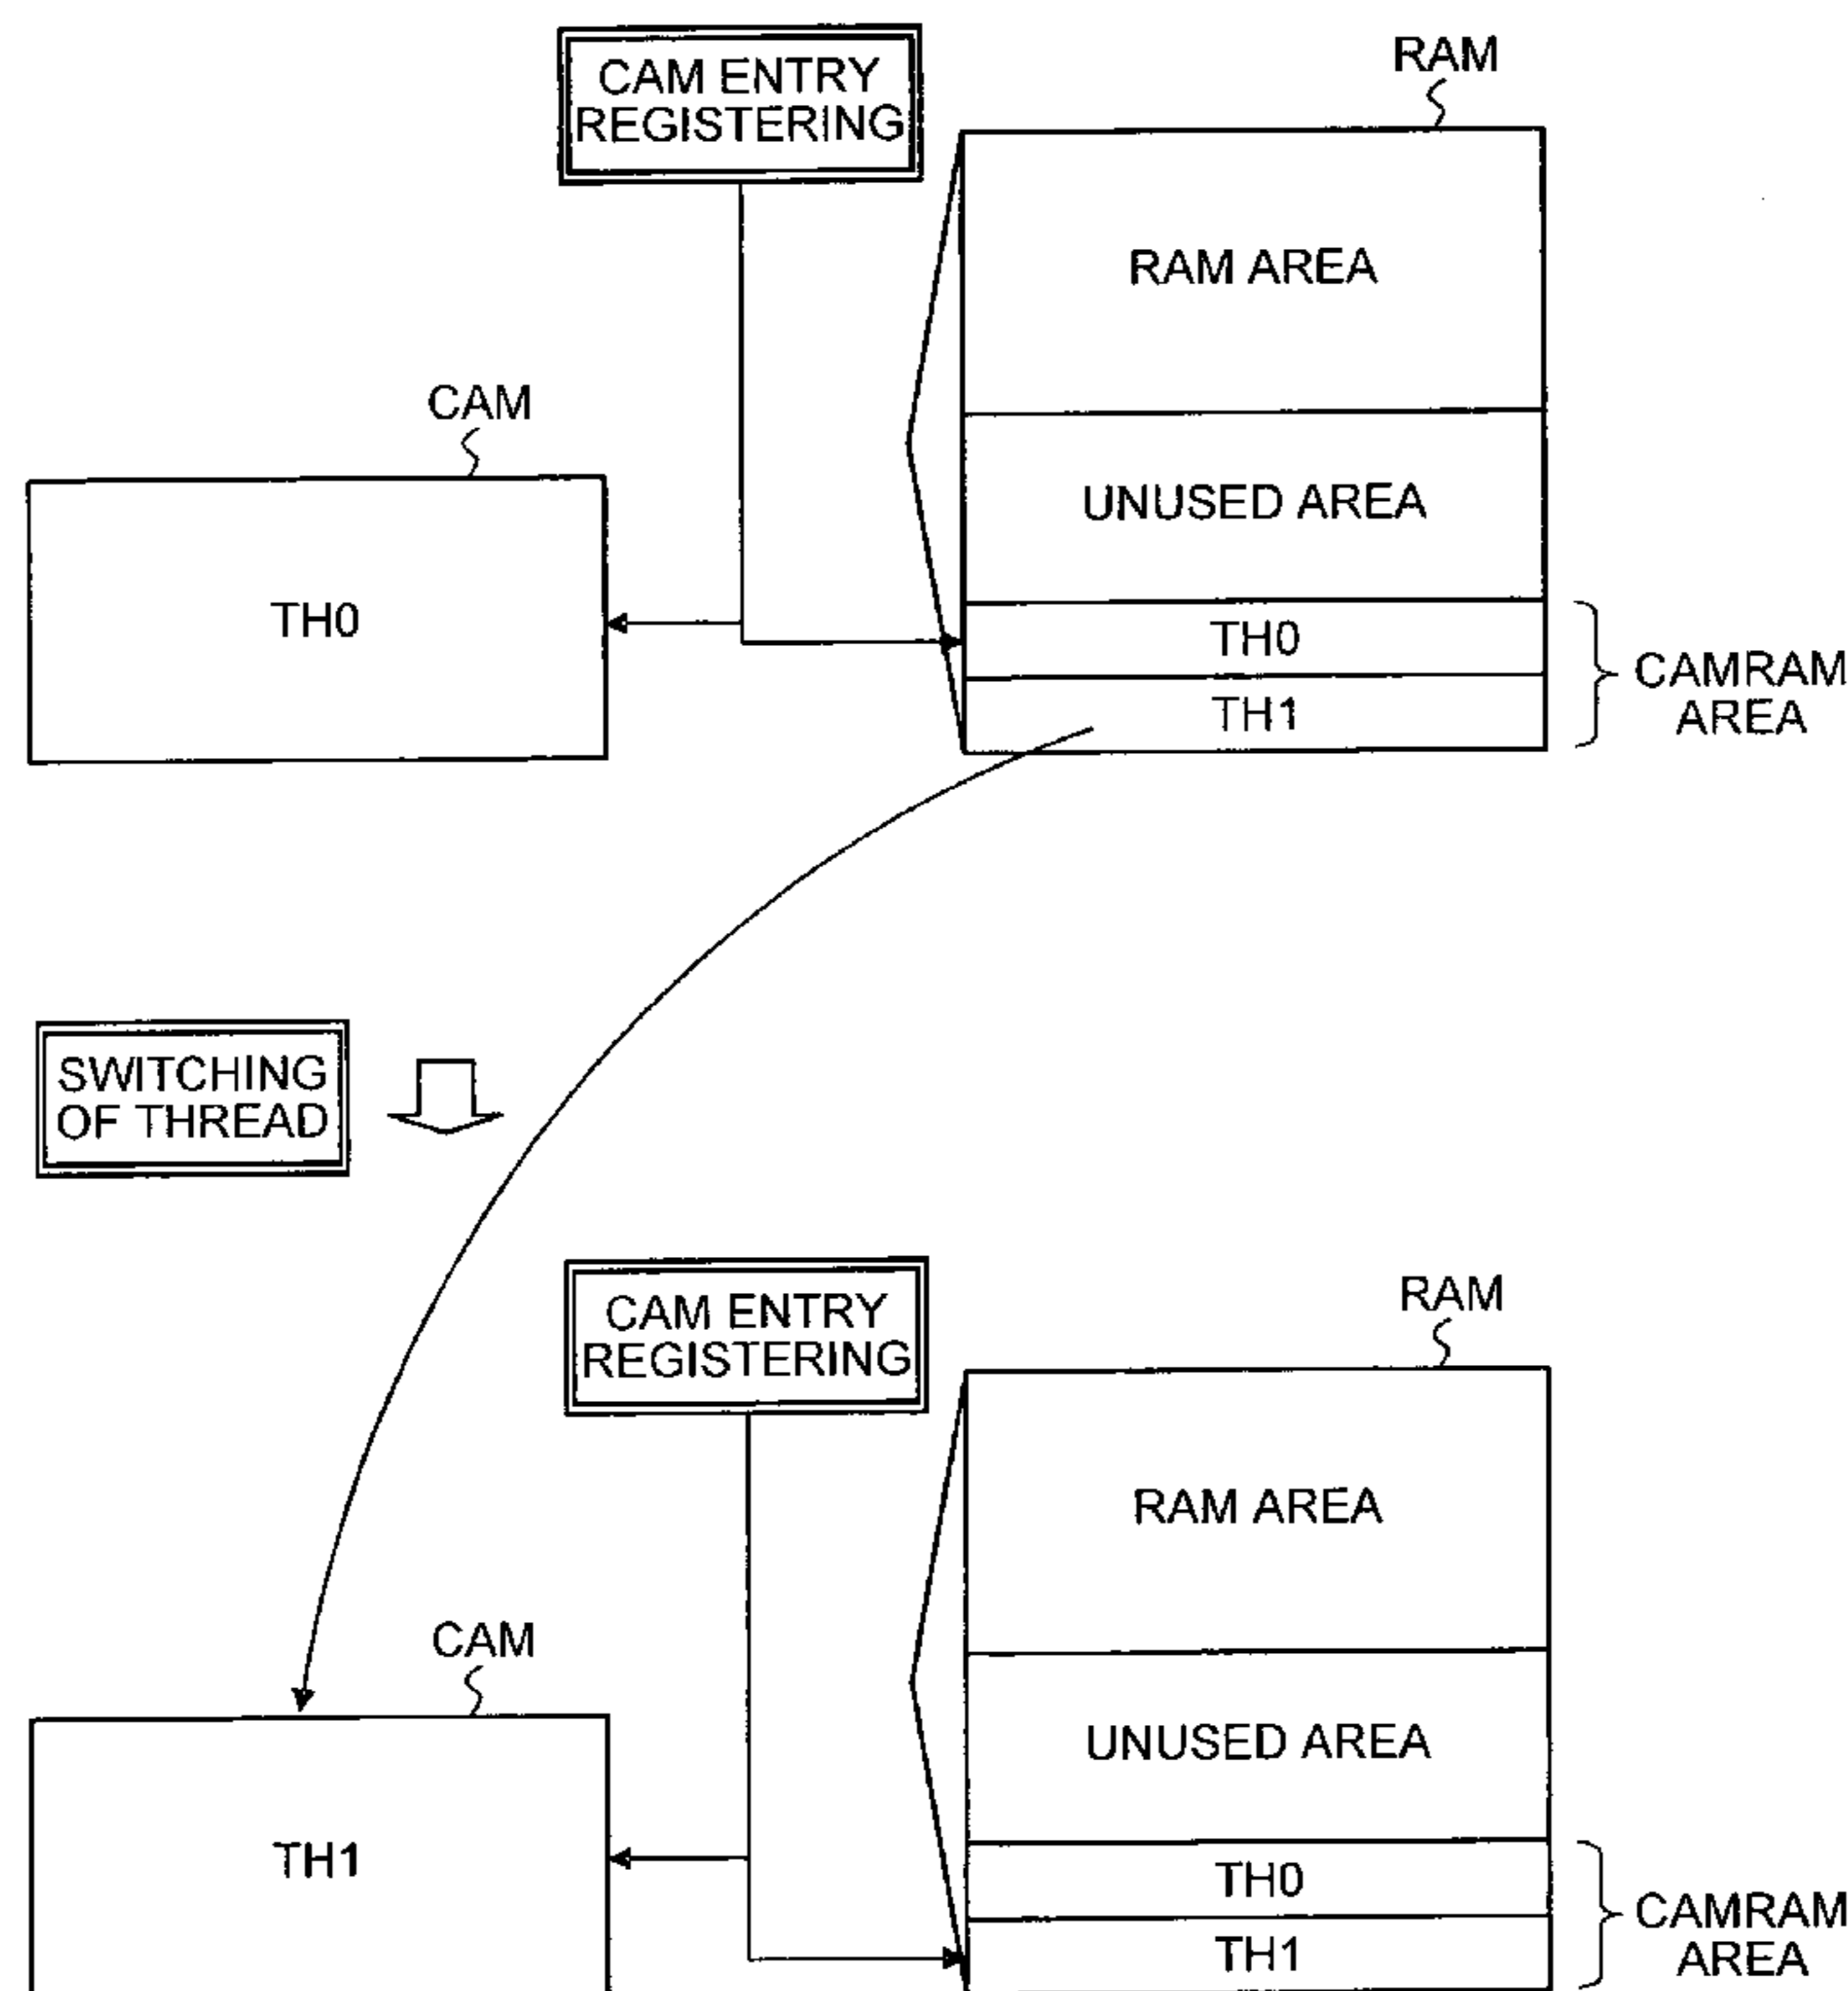 CAM ENTRY
REGISTERING
RAM
RAM AREA
CAM
UNUSED AREA
TH0
TH0
TH1
CAMRAM
AREA
SWITCHING
OF THREAD
CAM ENTRY
REGISTERING
RAM
RAM AREA
CAM
UNUSED AREA
TH1
TH0
TH1
CAMRAM
AREA